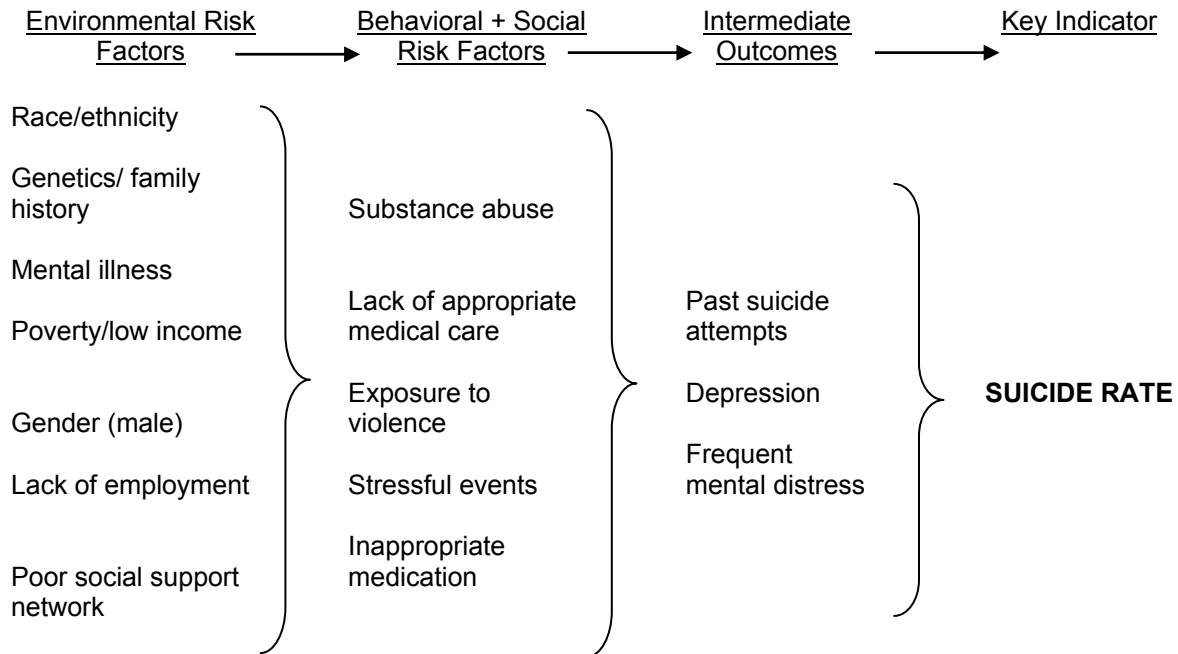 Environmental Risk
Factors
Behavioral + Social
Risk Factors
Intermediate
Outcomes
Key Indicator
Race/ethnicity
Genetics/ family
history
Mental illness
Poverty/low income
Gender (male)
Lack of employment
Poor social support
network
Substance abuse
Lack of appropriate
medical care
Exposure to
violence
Stressful events
Inappropriate
medication
Past suicide
attempts
Depression
Frequent
mental distress
SUICIDE RATE